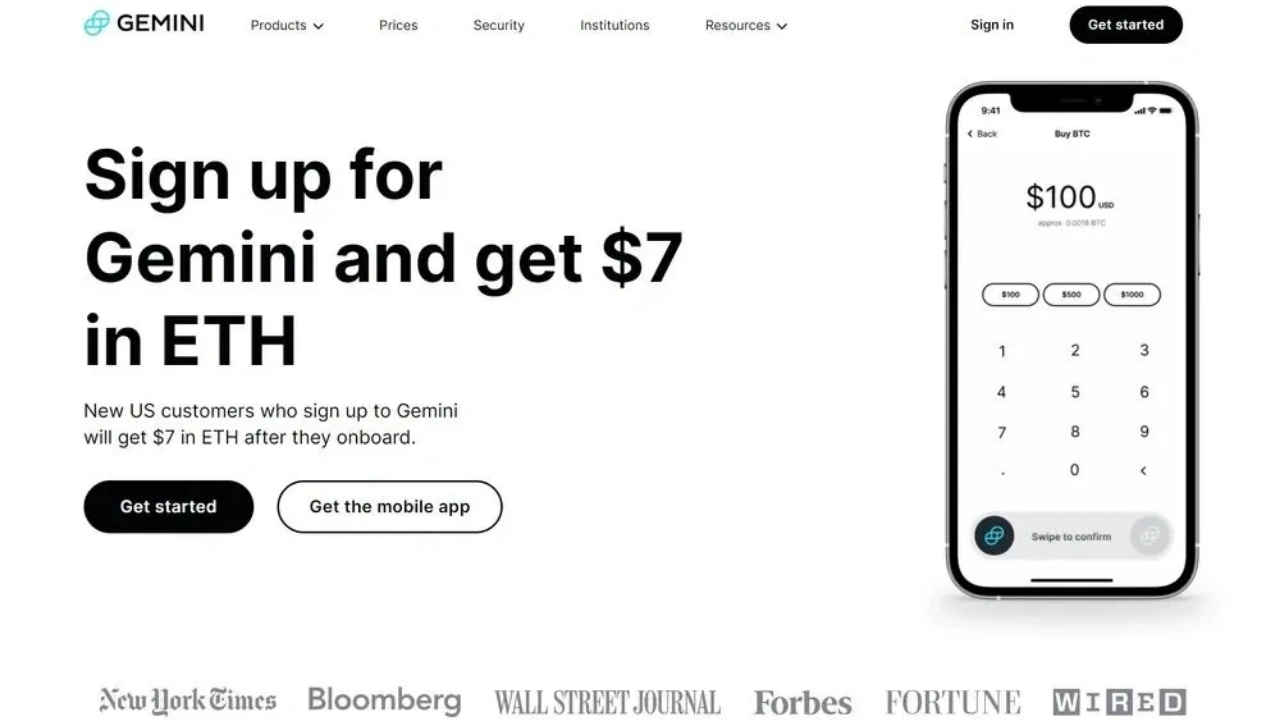 GEMINI
Products
Prices
Security
Institutions
Resources
Sign in
Get started
Sign up for
Gemini and get $7
in ETH
New US customers who sign up to Gemini
will get $7 in ETH after they onboard.
Get started
Get the mobile app
9:41
< Back
Buy BTC
$100 USD
approx 0.0018 BTC
$100 $500 $1000
1 2 3
4 5 6
7 8 9
. 0 <
Swipe to confirm
New York Times
Bloomberg
WALL STREET JOURNAL
Forbes
FORTUNE
WIRED